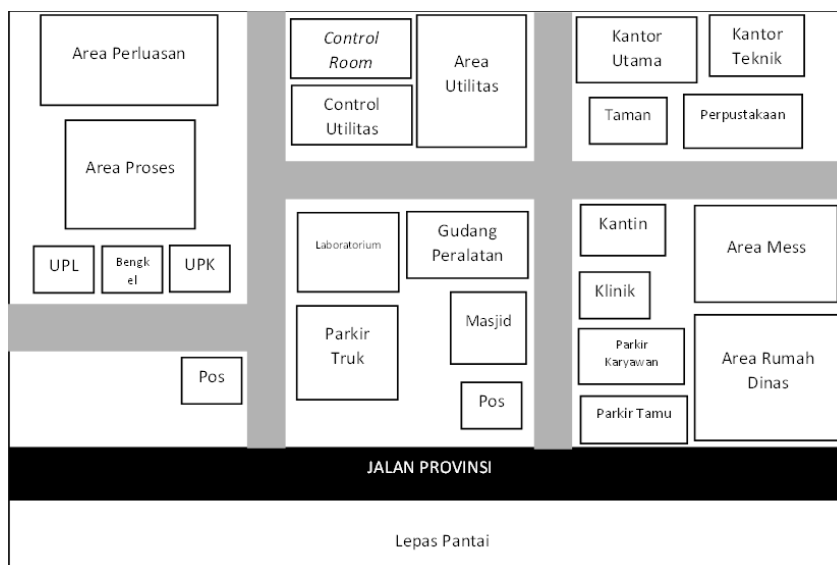 Area Perluasan
Control
Room
Control
Utilitas
Area
Utilitas
Kantor
Utama
Kantor
Teknik
Taman
Perpustakaan
Area Proses
UPL
Bengk
el
UPK
Laboratorium
Gudang
Peralatan
Kantin
Area Mess
Klinik
Parkir
Truk
Masjid
Parkir
Karyawan
Area Rumah
Dinas
Pos
Pos
Parkir Tamu
JALAN PROVINSI
Lepas Pantai